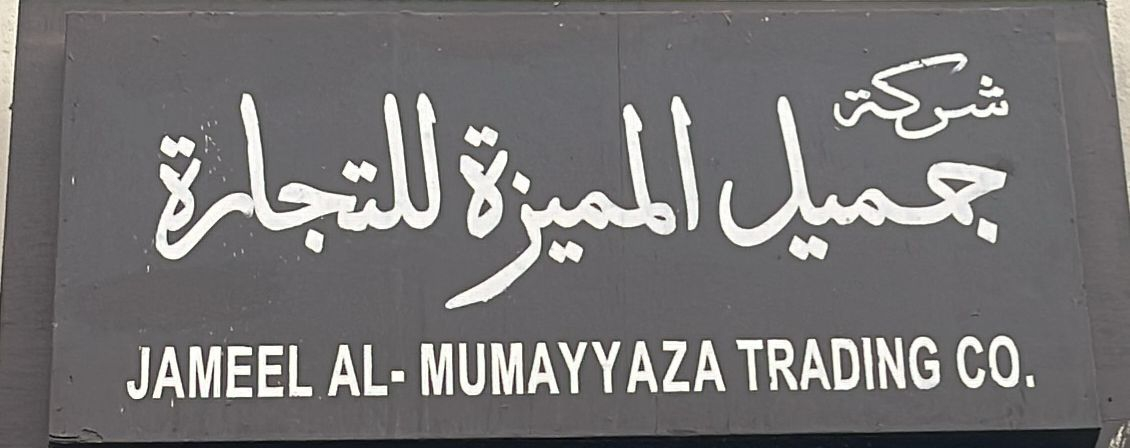 شركة
جميل المميزة للتجارة
JAMEEL AL- MUMAYYAZA TRADING CO.